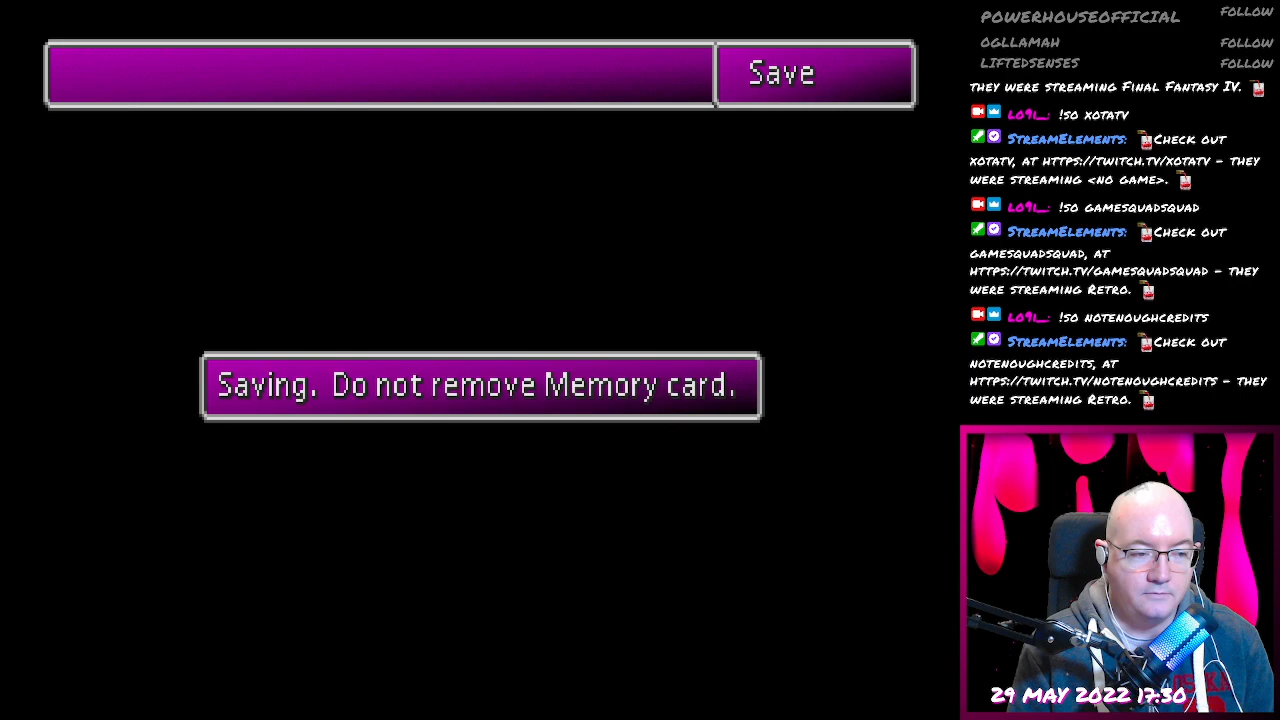 Save
Saving. Do not remove Memory card.
POWERHOUSEOFFICIAL FOLLOW
OGLLAMAH FOLLOW
LIFTEDSENSES FOLLOW
THEY WERE STREAMING FINAL FANTASY IV.
LO9I_: !SO XOTATV
STREAMELEMENTS: CHECK OUT
XOTATV, AT HTTPS://TWITCH.TV/XOTATV - THEY
WERE STREAMING <NO GAME>.
LO9I_: !SO GAMESQUADSQUAD
STREAMELEMENTS: CHECK OUT
GAMESQUADSQUAD, AT
HTTPS://TWITCH.TV/GAMESQUADSQUAD - THEY
WERE STREAMING RETRO.
LO9I_: !SO NOTENOUGHCREDITS
STREAMELEMENTS: CHECK OUT
NOTENOUGHCREDITS, AT
HTTPS://TWITCH.TV/NOTENOUGHCREDITS - THEY
WERE STREAMING RETRO.
29 MAY 2022 17:30